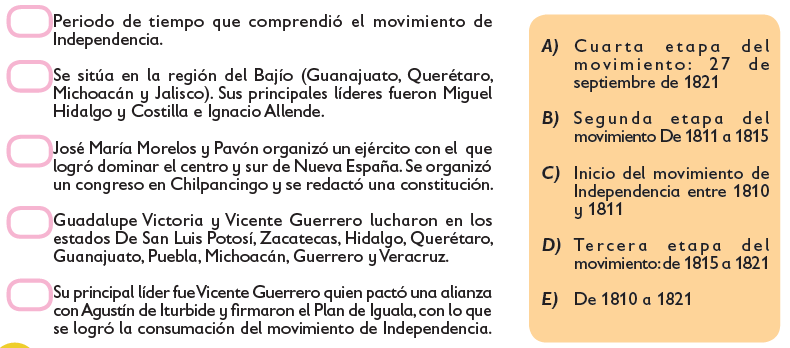 Periodo de tiempo que comprendió el movimiento de
Independencia.
Se sitúa en la región del Bajío (Guanajuato, Querétaro,
Michoacán y Jalisco). Sus principales líderes fueron Miguel
Hidalgo y Costilla e Ignacio Allende.
José María Morelos y Pavón organizó un ejército con el que
logró dominar el centro y sur de Nueva España. Se organizó
un congreso en Chilpancingo y se redactó una constitución.
Guadalupe Victoria y Vicente Guerrero lucharon en los
estados De San Luis Potosí, Zacatecas, Hidalgo, Querétaro,
Guanajuato, Puebla, Michoacán, Guerrero y Veracruz.
Su principal líder fue Vicente Guerrero quien pactó una alianza
con Agustín de Iturbide y firmaron el Plan de Iguala, con lo que
se logró la consumación del movimiento de Independencia.
A) Cuarta etapa del
movimiento: 27 de
septiembre de 1821
B) Segunda etapa del
movimiento De 1811 a 1815
C) Inicio del movimiento de
Independencia entre 1810
y 1811
D) Tercera etapa del
movimiento: de 1815 a 1821
E) De 1810 a 1821